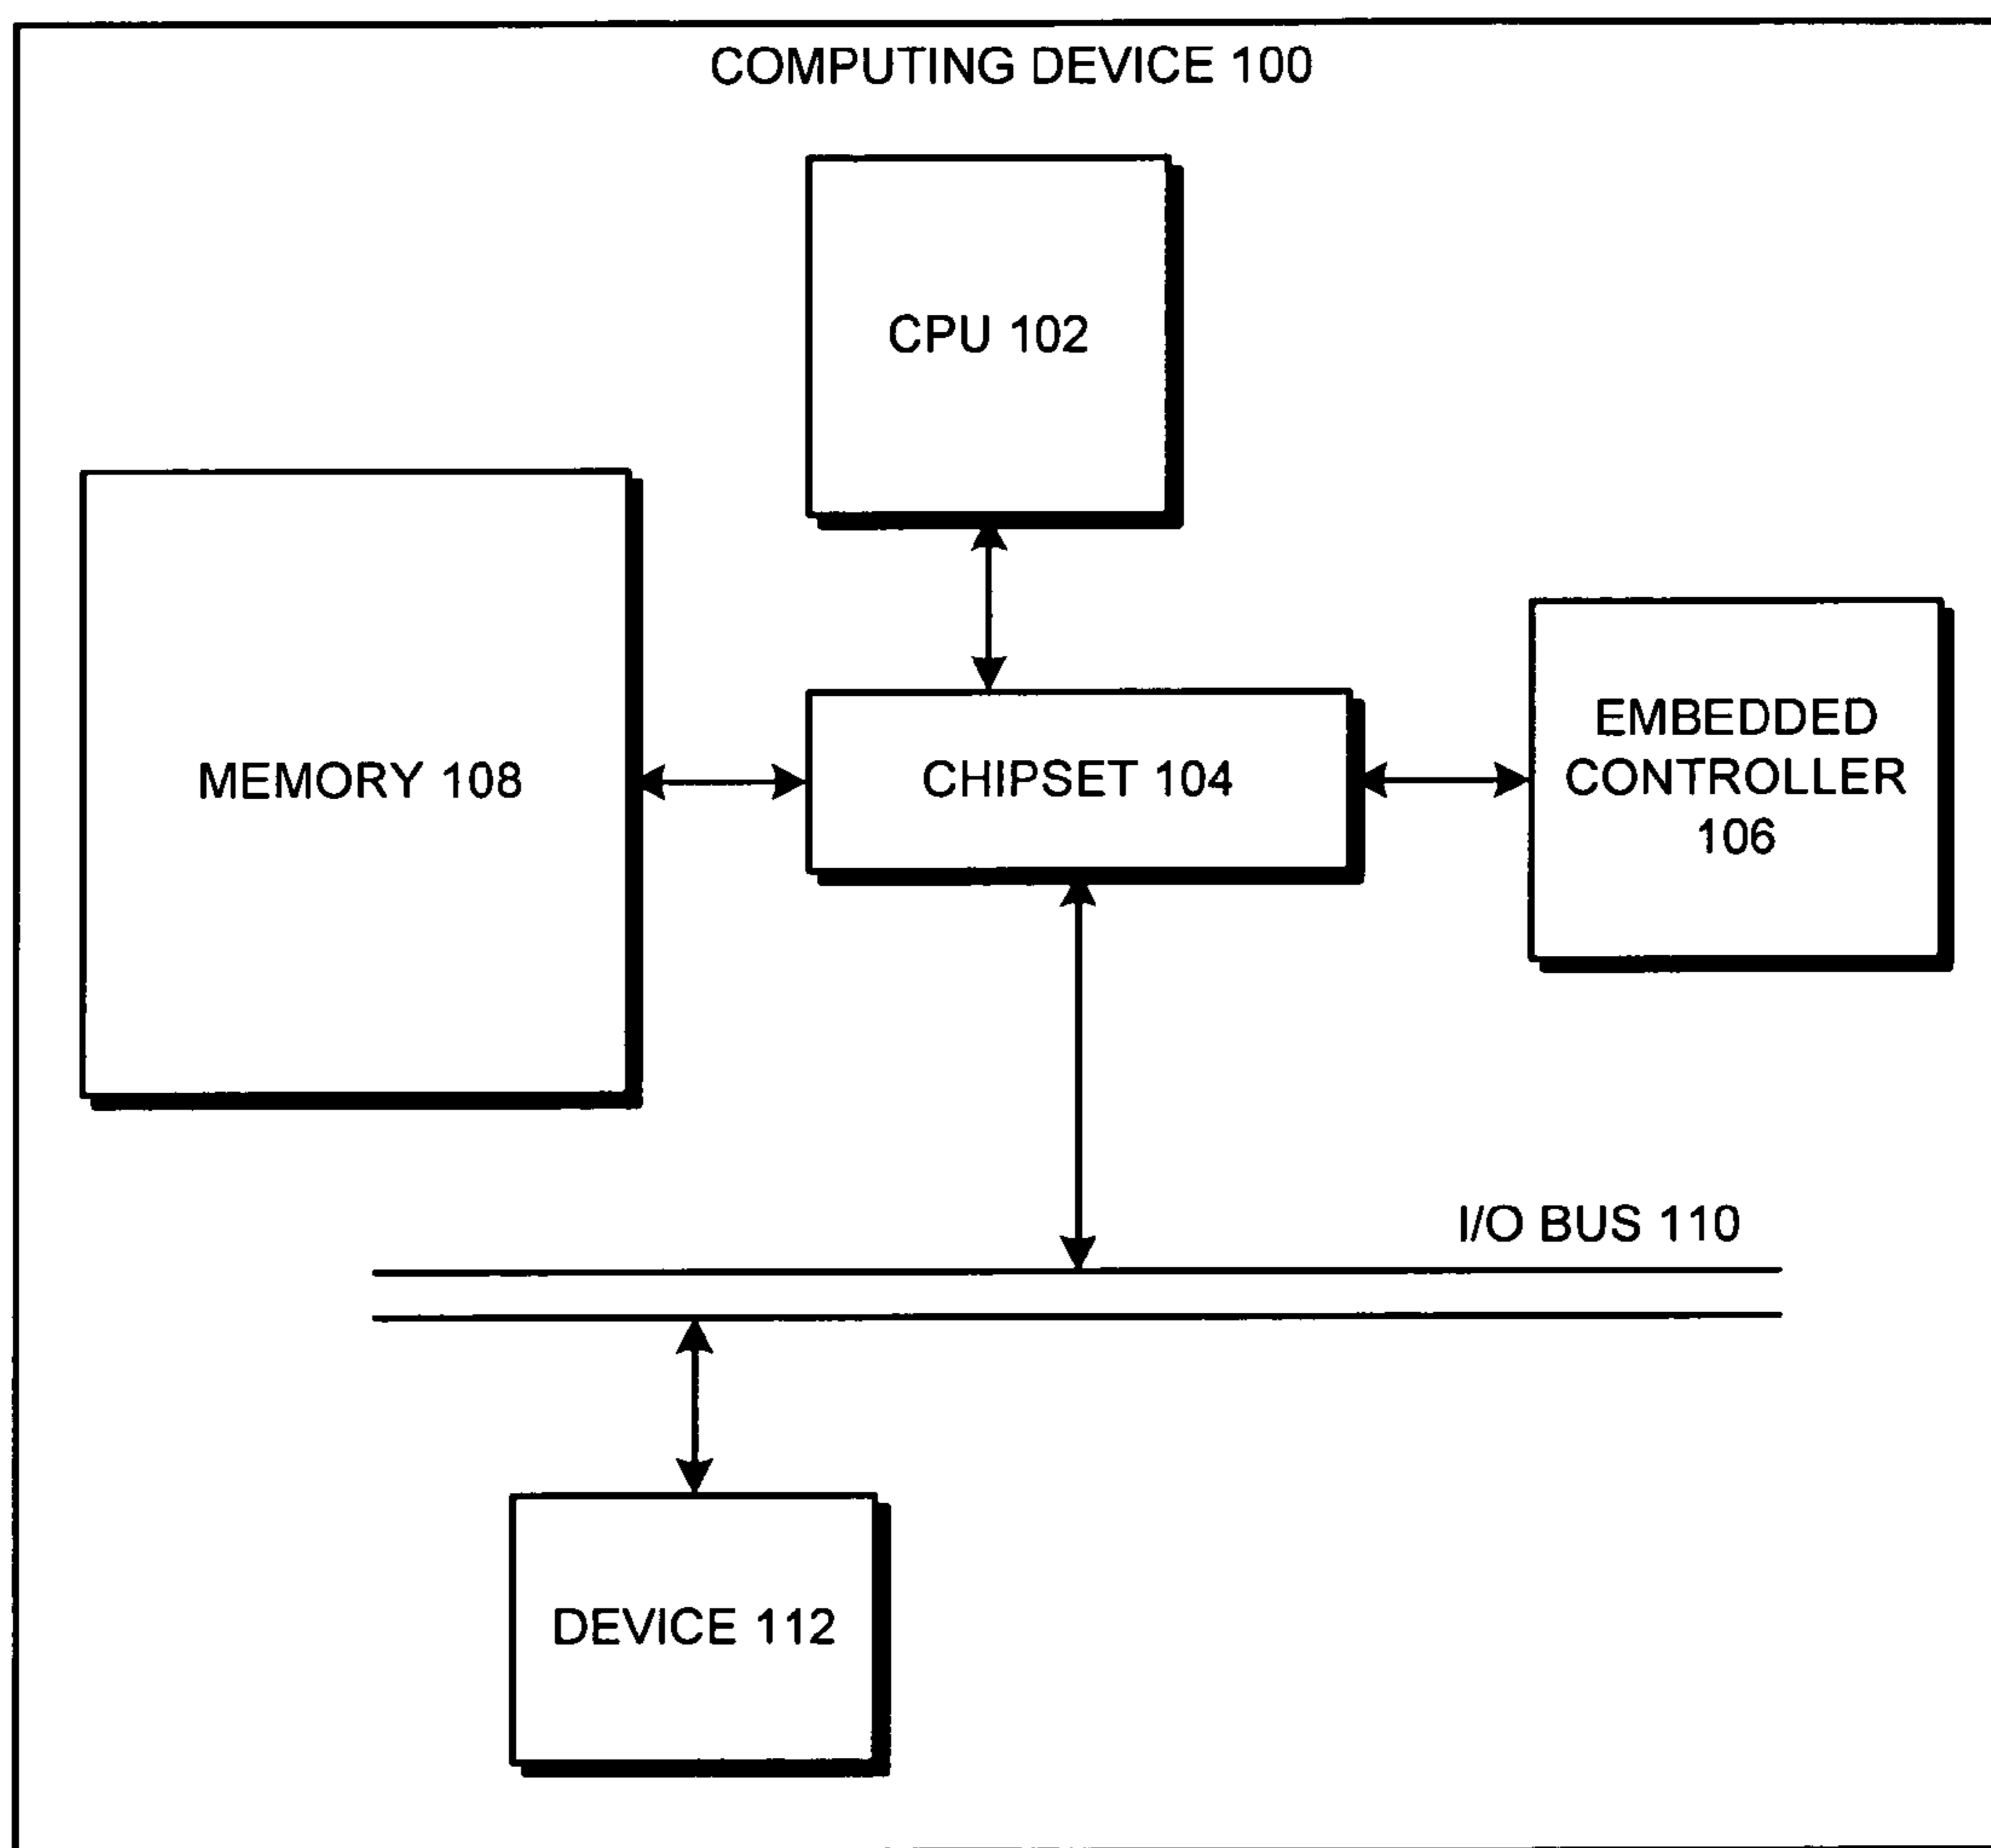 COMPUTING DEVICE 100
CPU 102
MEMORY 108
CHIPSET 104
EMBEDDED
CONTROLLER
106
I/O BUS 110
DEVICE 112